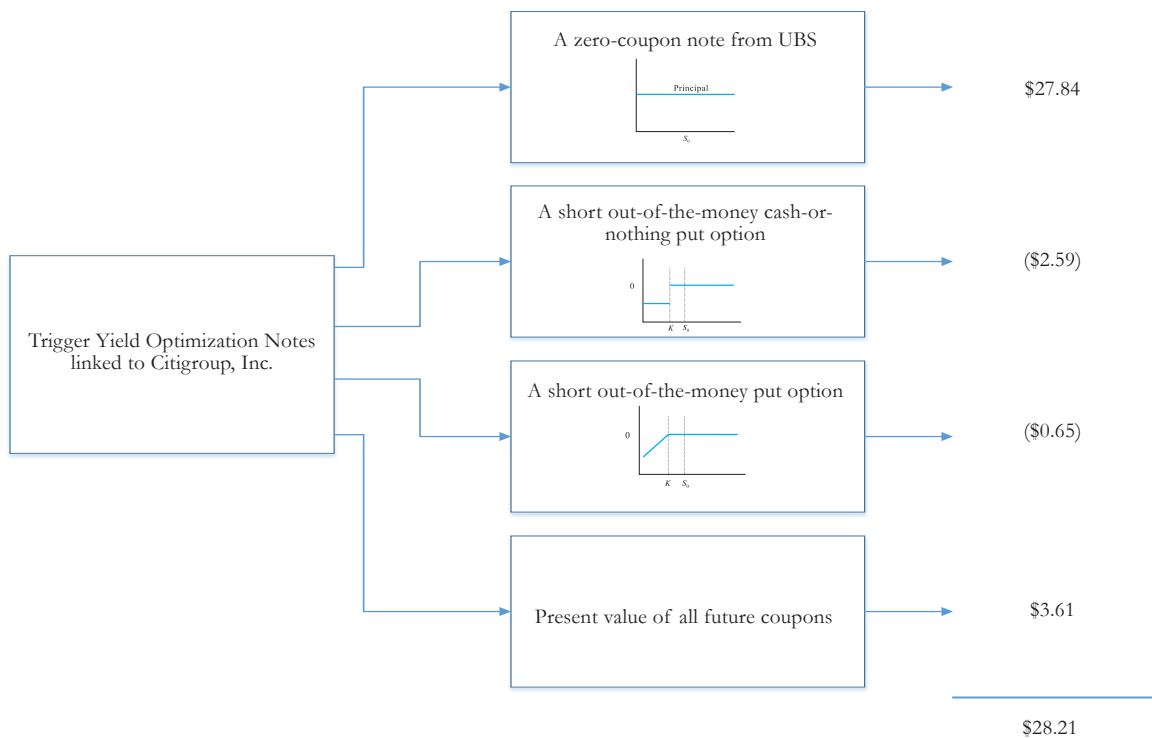 A zero-coupon note from UBS
Principal
S₀
$27.84
A short out-of-the-money cash-or-
nothing put option
0
K S₀
($2.59)
Trigger Yield Optimization Notes
linked to Citigroup, Inc.
A short out-of-the-money put option
0
K S₀
($0.65)
Present value of all future coupons
$3.61
$28.21